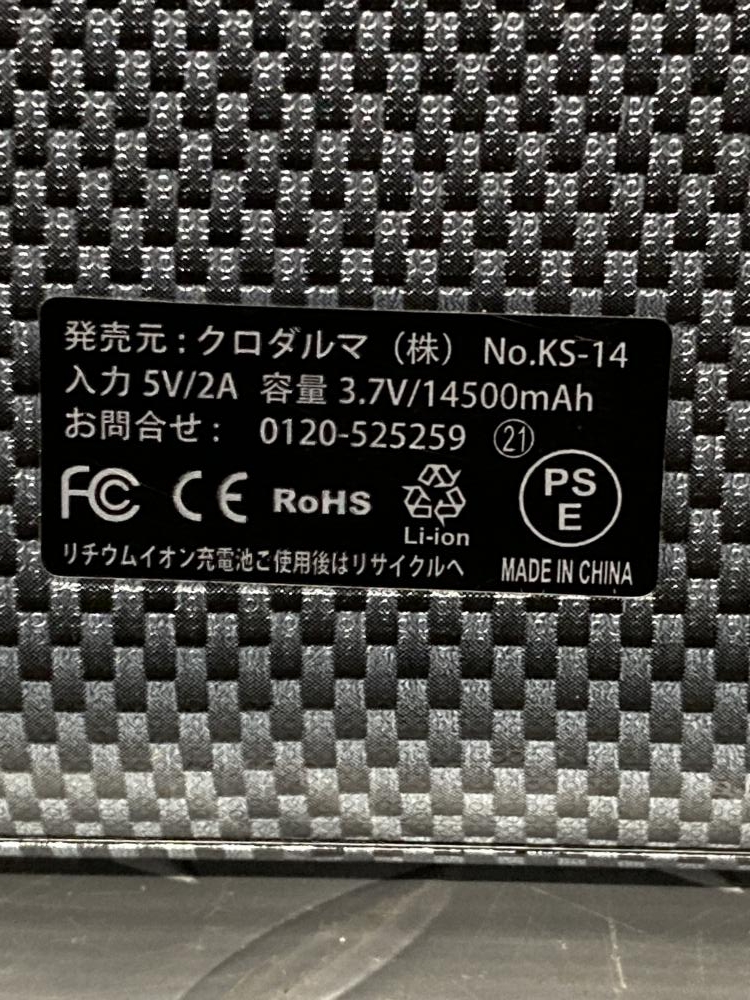 発売元：クロダルマ（株） No.KS-14
入力 5V/2A 容量 3.7V/14500mAh
お問合せ： 0120-525259 ㉑
FC CE RoHS Li-ion PSE
リチウムイオン充電池ご使用後はリサイクルへ MADE IN CHINA